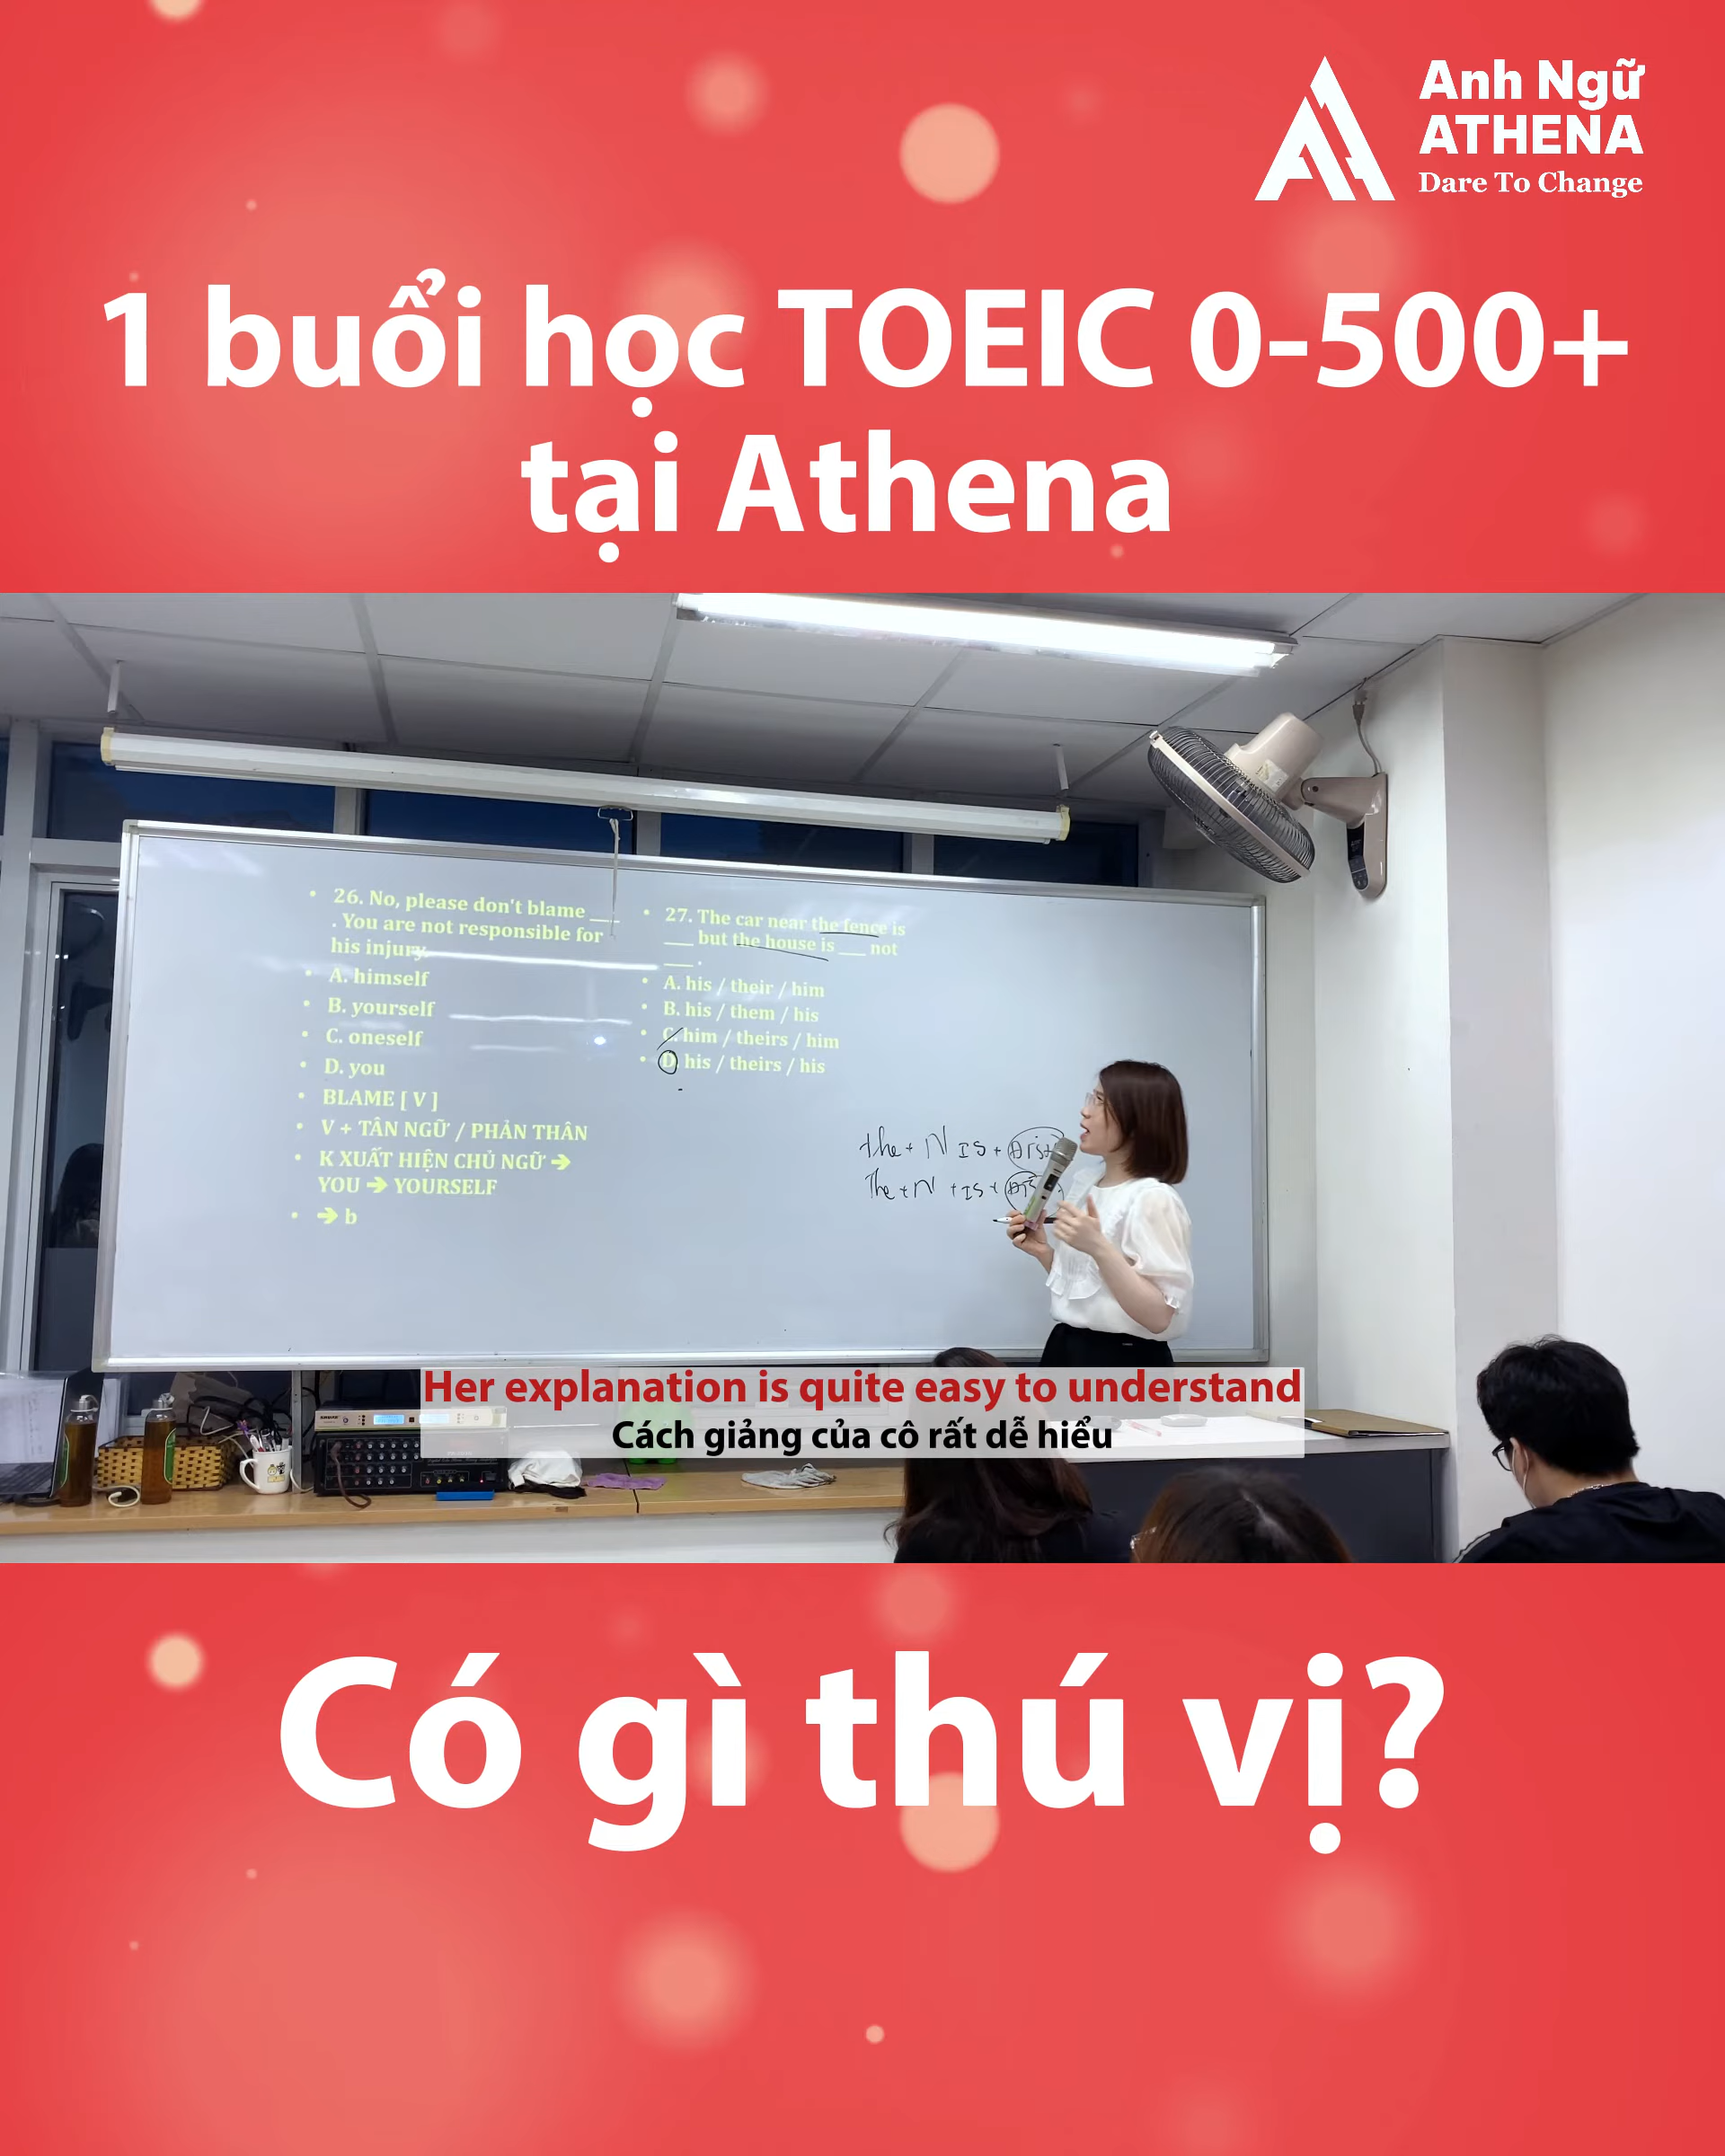 Anh Ngữ
ATHENA
Dare To Change
1 buổi học TOEIC 0-500+
tại Athena
• 26. No, please don't blame ___
. You are not responsible for
his injury.
• A. himself
• B. yourself
• C. oneself
• D. you
• BLAME [ V ]
• V + TÂN NGỮ / PHẢN THÂN
• K XUẤT HIỆN CHỦ NGỮ ➔
YOU ➔ YOURSELF
• ➔ b
• 27. The car near the fence is
___ but the house is ___ not
___ .
• A. his / their / him
• B. his / them / his
• C. him / theirs / him
• D. his / theirs / his
the + N IS +
The + N + IS +
Her explanation is quite easy to understand
Cách giảng của cô rất dễ hiểu
Có gì thú vị?